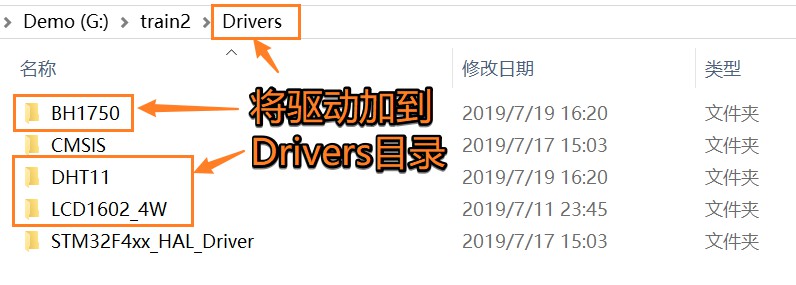 Demo (G:) > train2 > Drivers
名称 修改日期 类型
BH1750 2019/7/19 16:20 文件夹
CMSIS 2019/7/17 15:03 文件夹
DHT11 2019/7/19 16:20 文件夹
LCD1602_4W 2019/7/11 23:45 文件夹
STM32F4xx_HAL_Driver 2019/7/17 15:03 文件夹
将驱动加到
Drivers目录